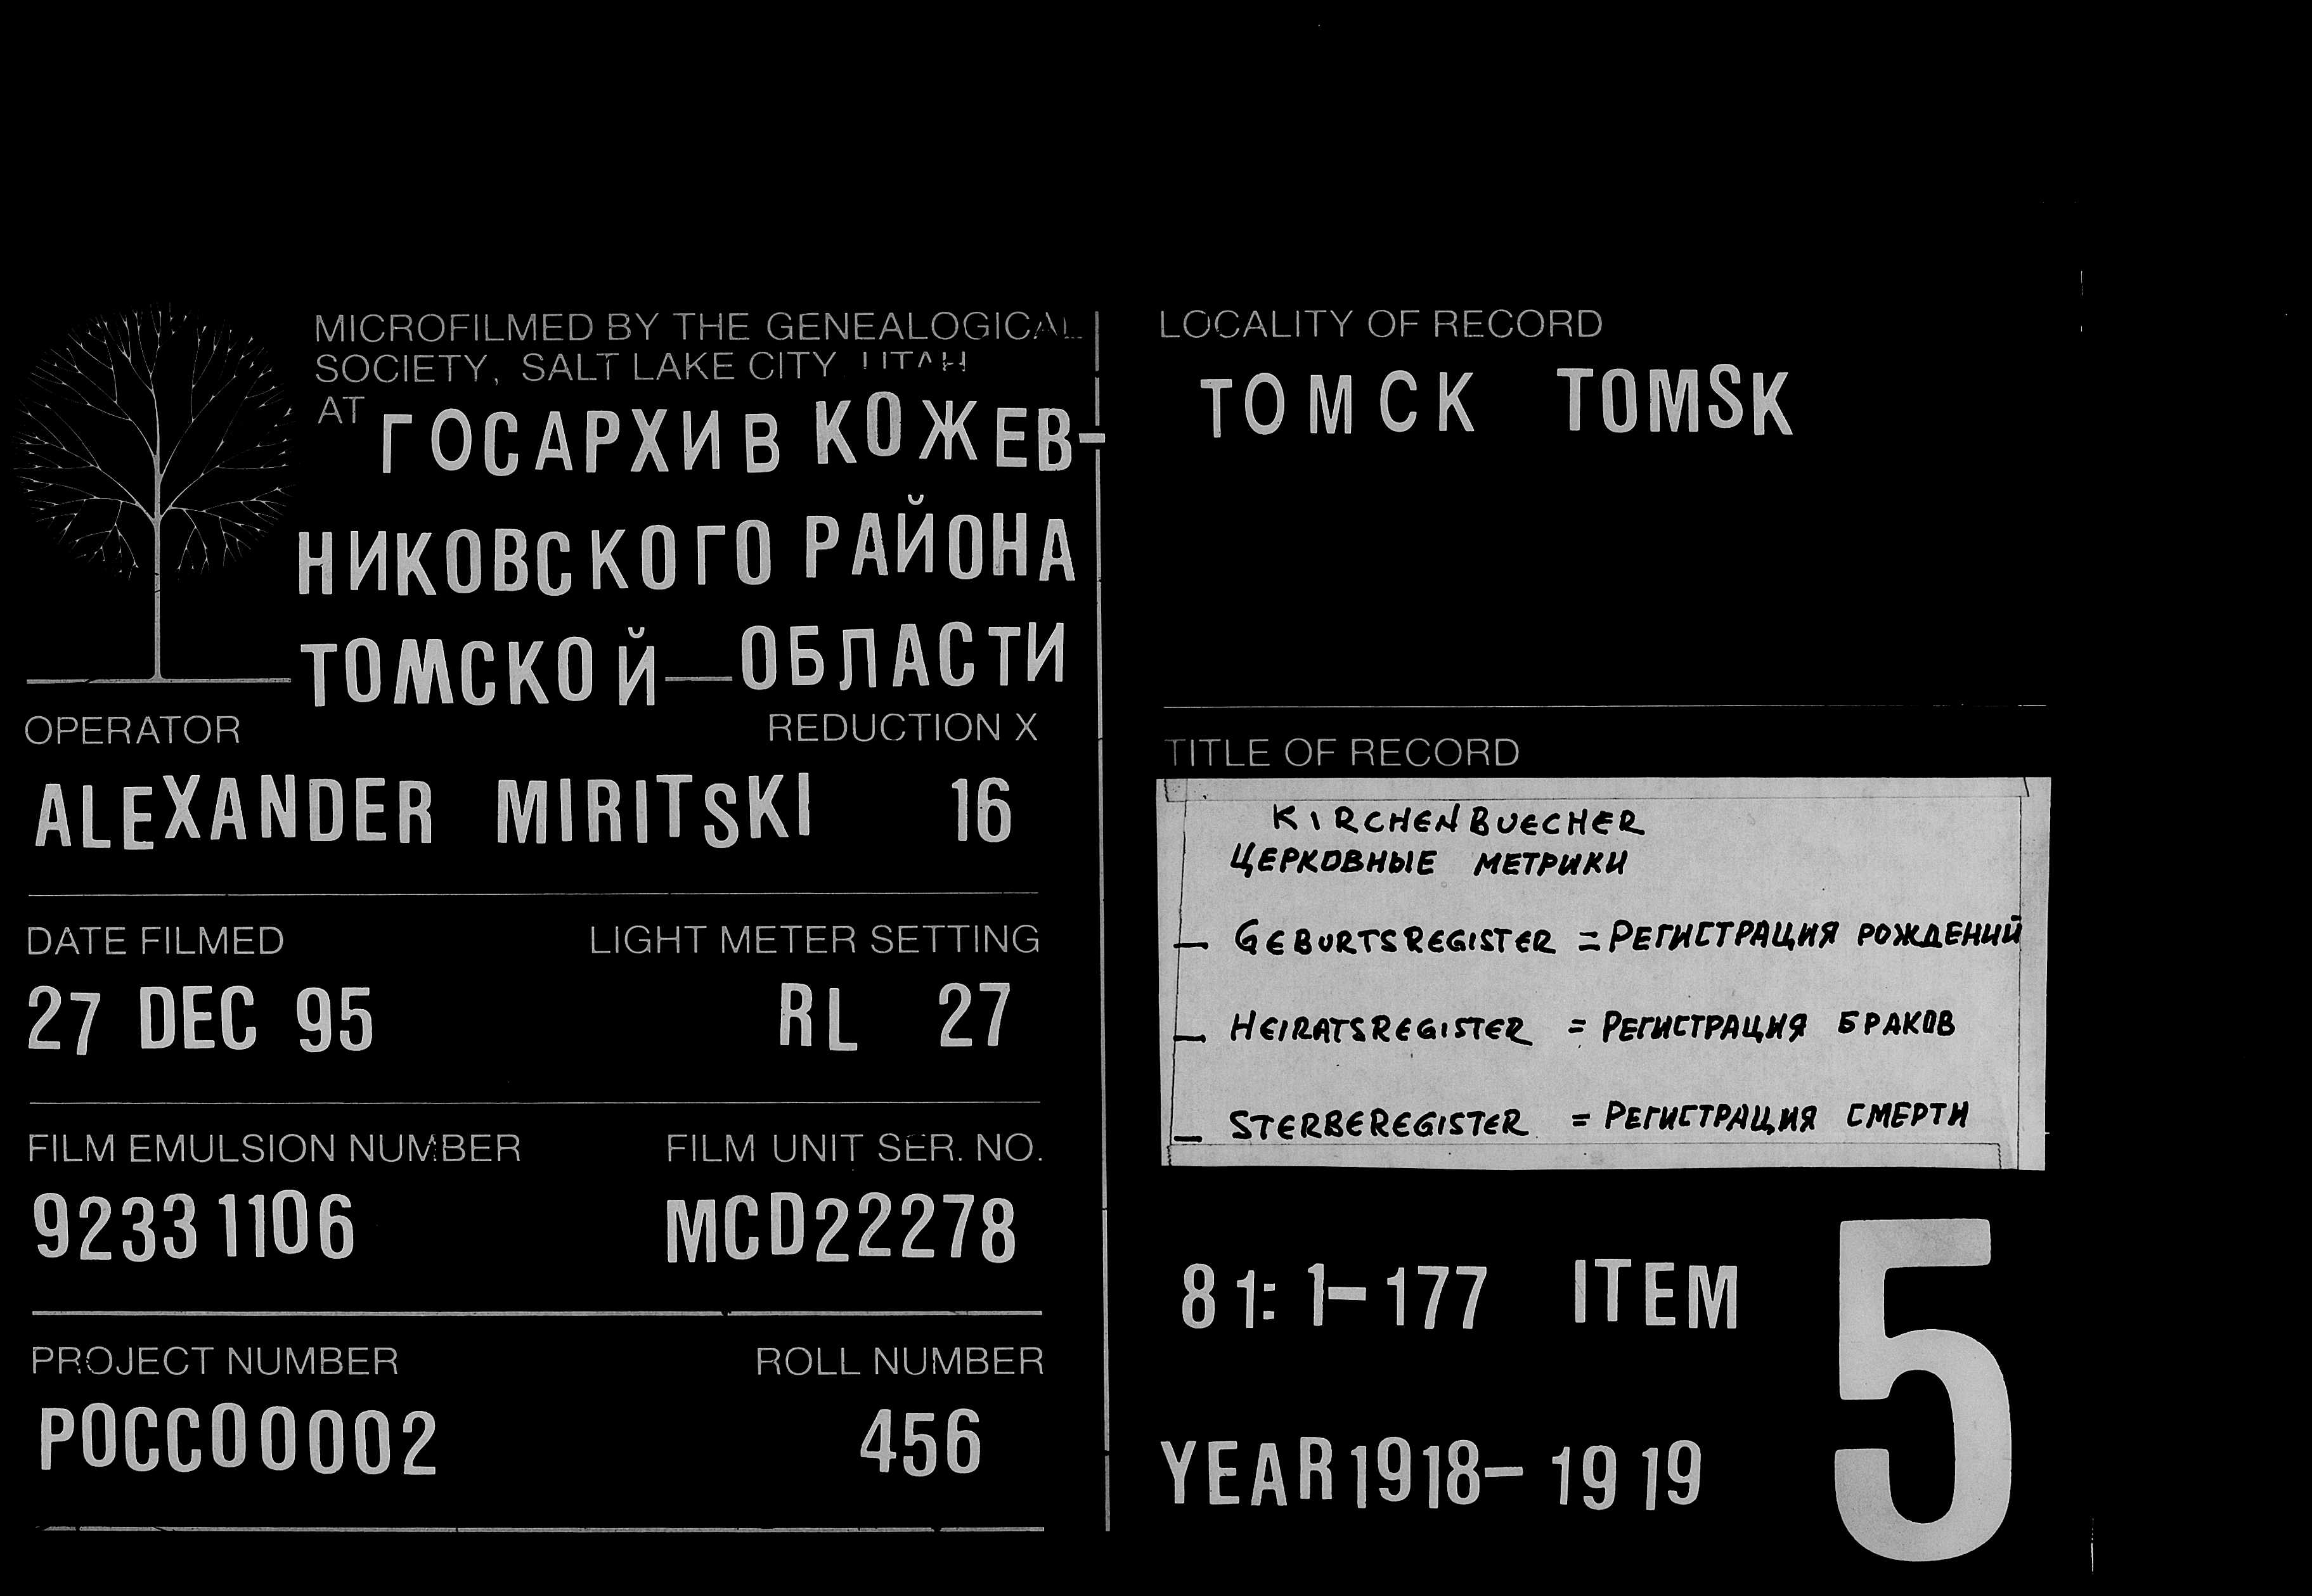 MICROFILMED BY THE GENEALOGICAL
SOCIETY, SALT LAKE CITY, UTAH
AT ГОСАРХИВ КОЖЕВ-
НИКОВСКОГО РАЙОНА
ТОМСКОЙ—ОБЛАСТИ
OPERATOR REDUCTION X
ALEXANDER MIRITSKI 16
DATE FILMED LIGHT METER SETTING
27 DEC 95 RL 27
FILM EMULSION NUMBER FILM UNIT SER. NO.
92331106 MCD22278
PROJECT NUMBER ROLL NUMBER
РОСС00002 456
LOCALITY OF RECORD
ТОМСК TOMSK
TITLE OF RECORD
KIRCHENBUECHER
ЦЕРКОВНЫЕ МЕТРИКИ
— GEBURTSREGISTER = РЕГИСТРАЦИЯ РОЖДЕНИЙ
— HEIRATSREGISTER = РЕГИСТРАЦИЯ БРАКОВ
— STERBEREGISTER = РЕГИСТРАЦИЯ СМЕРТИ
81: 1-177 ITEM 5
YEAR 1918-1919